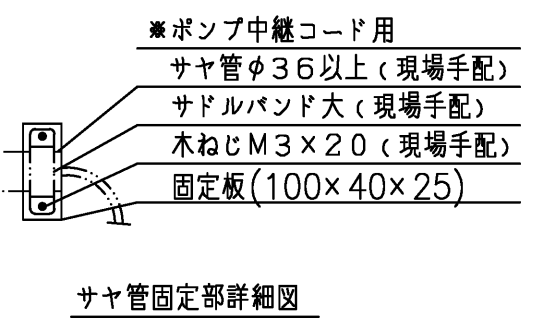 ※ポンプ中継コード用
サヤ管φ36以上(現場手配)
サドルバンド大(現場手配)
木ねじM3×20(現場手配)
固定板(100×40×25)
サヤ管固定部詳細図